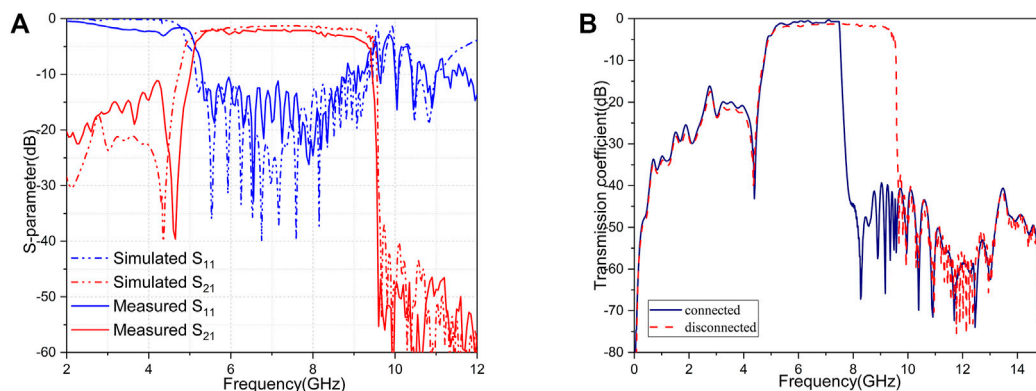 A
0
-10
-20
-30
-40
-50
-60
S-parameter(dB)
Simulated S11
Simulated S21
Measured S11
Measured S21
2 4 6 8 10 12
Frequency(GHz)
B
0
-10
-20
-30
-40
-50
-60
-70
-80
Transmission coefficient(dB)
connected
disconnected
0 2 4 6 8 10 12 14
Frequency(GHz)